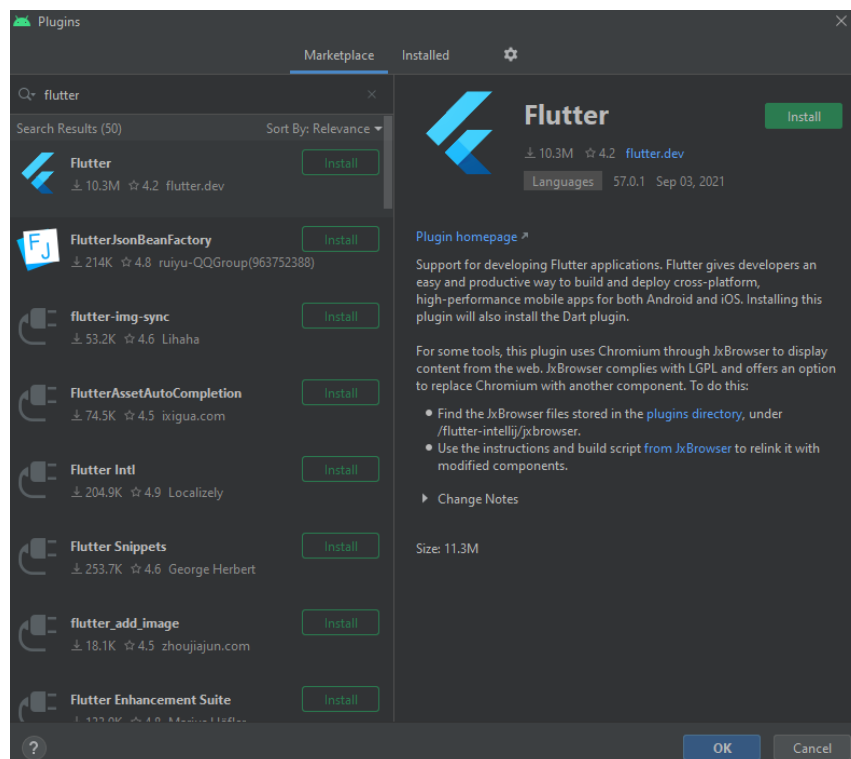 Plugins
Marketplace Installed
flutter
Search Results (50) Sort By: Relevance
Flutter Install
10.3M 4.2 flutter.dev
FlutterJsonBeanFactory Install
214K 4.8 ruiyu-QQGroup(963752388)
flutter-img-sync Install
53.2K 4.6 Lihaha
FlutterAssetAutoCompletion Install
74.5K 4.5 ixigua.com
Flutter Intl Install
204.9K 4.9 Localizely
Flutter Snippets Install
253.7K 4.6 George Herbert
flutter_add_image Install
18.1K 4.5 zhoujiajun.com
Flutter Enhancement Suite Install
Flutter Install
10.3M 4.2 flutter.dev
Languages 57.0.1 Sep 03, 2021
Plugin homepage
Support for developing Flutter applications. Flutter gives developers an
easy and productive way to build and deploy cross-platform,
high-performance mobile apps for both Android and iOS. Installing this
plugin will also install the Dart plugin.
For some tools, this plugin uses Chromium through JxBrowser to display
content from the web. JxBrowser complies with LGPL and offers an option
to replace Chromium with another component. To do this:
Find the JxBrowser files stored in the plugins directory, under
/flutter-intellij/jxbrowser.
Use the instructions and build script from JxBrowser to relink it with
modified components.
Change Notes
Size: 11.3M
? OK Cancel
FJ